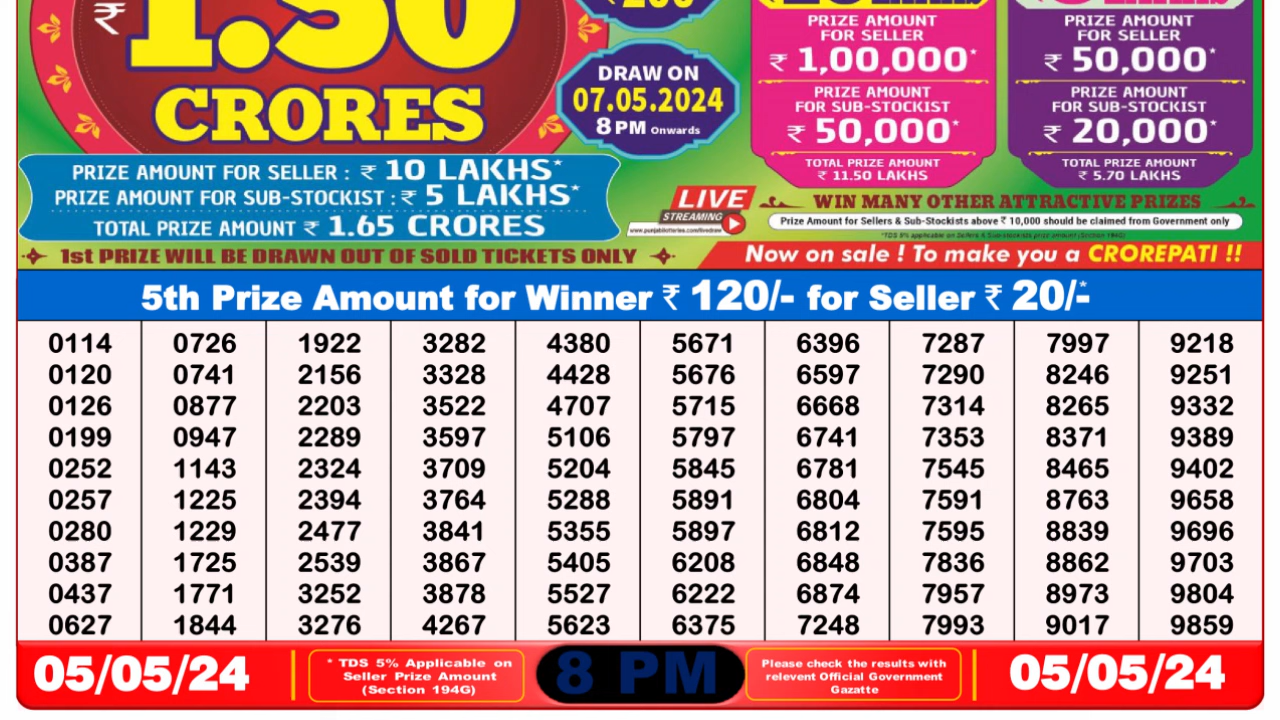 ₹ 1.50
CRORES
DRAW ON
07.05.2024
8 PM Onwards
PRIZE AMOUNT
FOR SELLER
₹ 1,00,000*
PRIZE AMOUNT
FOR SUB-STOCKIST
₹ 50,000*
TOTAL PRIZE AMOUNT
₹ 11.50 LAKHS
PRIZE AMOUNT
FOR SELLER
₹ 50,000*
PRIZE AMOUNT
FOR SUB-STOCKIST
₹ 20,000*
TOTAL PRIZE AMOUNT
₹ 5.70 LAKHS
PRIZE AMOUNT FOR SELLER : ₹ 10 LAKHS*
PRIZE AMOUNT FOR SUB-STOCKIST : ₹ 5 LAKHS*
TOTAL PRIZE AMOUNT ₹ 1.65 CRORES
LIVE
STREAMING
www.punjablotteries.com/livedraw
WIN MANY OTHER ATTRACTIVE PRIZES
Prize Amount for Sellers & Sub-Stockists above ₹ 10,000 should be claimed from Government only
1st PRIZE WILL BE DRAWN OUT OF SOLD TICKETS ONLY
Now on sale ! To make you a CROREPATI !!
5th Prize Amount for Winner ₹ 120/- for Seller ₹ 20/-*
0114 0726 1922 3282 4380 5671 6396 7287 7997 9218
0120 0741 2156 3328 4428 5676 6597 7290 8246 9251
0126 0877 2203 3522 4707 5715 6668 7314 8265 9332
0199 0947 2289 3597 5106 5797 6741 7353 8371 9389
0252 1143 2324 3709 5204 5845 6781 7545 8465 9402
0257 1225 2394 3764 5288 5891 6804 7591 8763 9658
0280 1229 2477 3841 5355 5897 6812 7595 8839 9696
0387 1725 2539 3867 5405 6208 6848 7836 8862 9703
0437 1771 3252 3878 5527 6222 6874 7957 8973 9804
0627 1844 3276 4267 5623 6375 7248 7993 9017 9859
05/05/24
* TDS 5% Applicable on
Seller Prize Amount
(Section 194G)
8 PM
Please check the results with
relevent Official Government
Gazatte
05/05/24